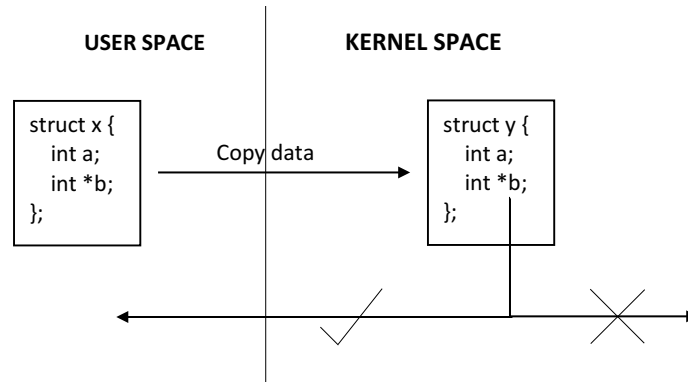 USER SPACE
KERNEL SPACE
struct x {
int a;
int *b;
};
Copy data
struct y {
int a;
int *b;
};